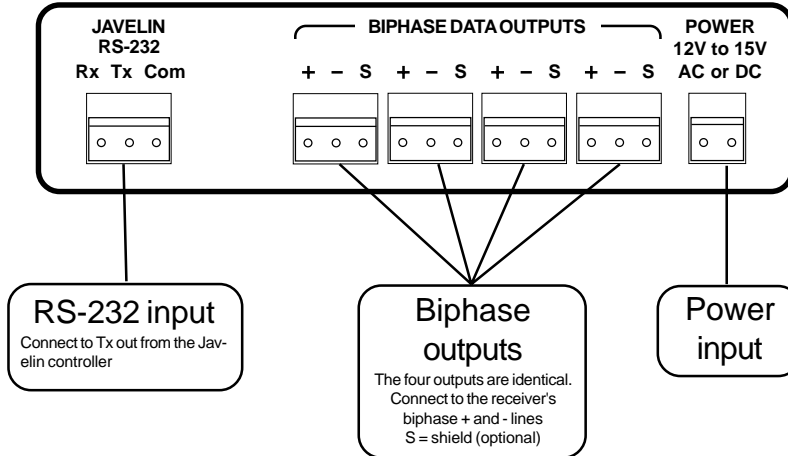 JAVELIN
RS-232
Rx Tx Com
BIPHASE DATA OUTPUTS
+ − S + − S + − S + − S
POWER
12V to 15V
AC or DC
RS-232 input
Connect to Tx out from the Jav-
elin controller
Biphase
outputs
The four outputs are identical.
Connect to the receiver's
biphase + and - lines
S = shield (optional)
Power
input